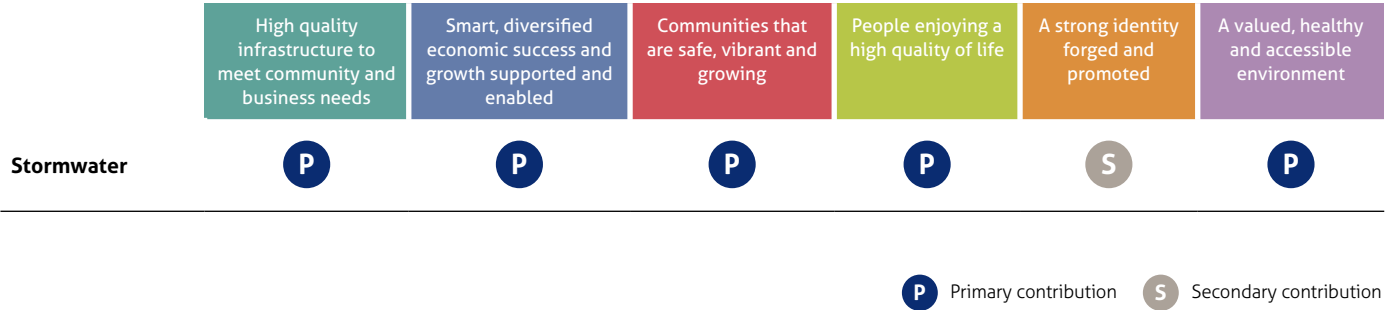 High quality
infrastructure to
meet community and
business needs
Smart, diversified
economic success and
growth supported and
enabled
Communities that
are safe, vibrant and
growing
People enjoying a
high quality of life
A strong identity
forged and
promoted
A valued, healthy
and accessible
environment
Stormwater
P
P
P
P
S
P
P Primary contribution
S Secondary contribution